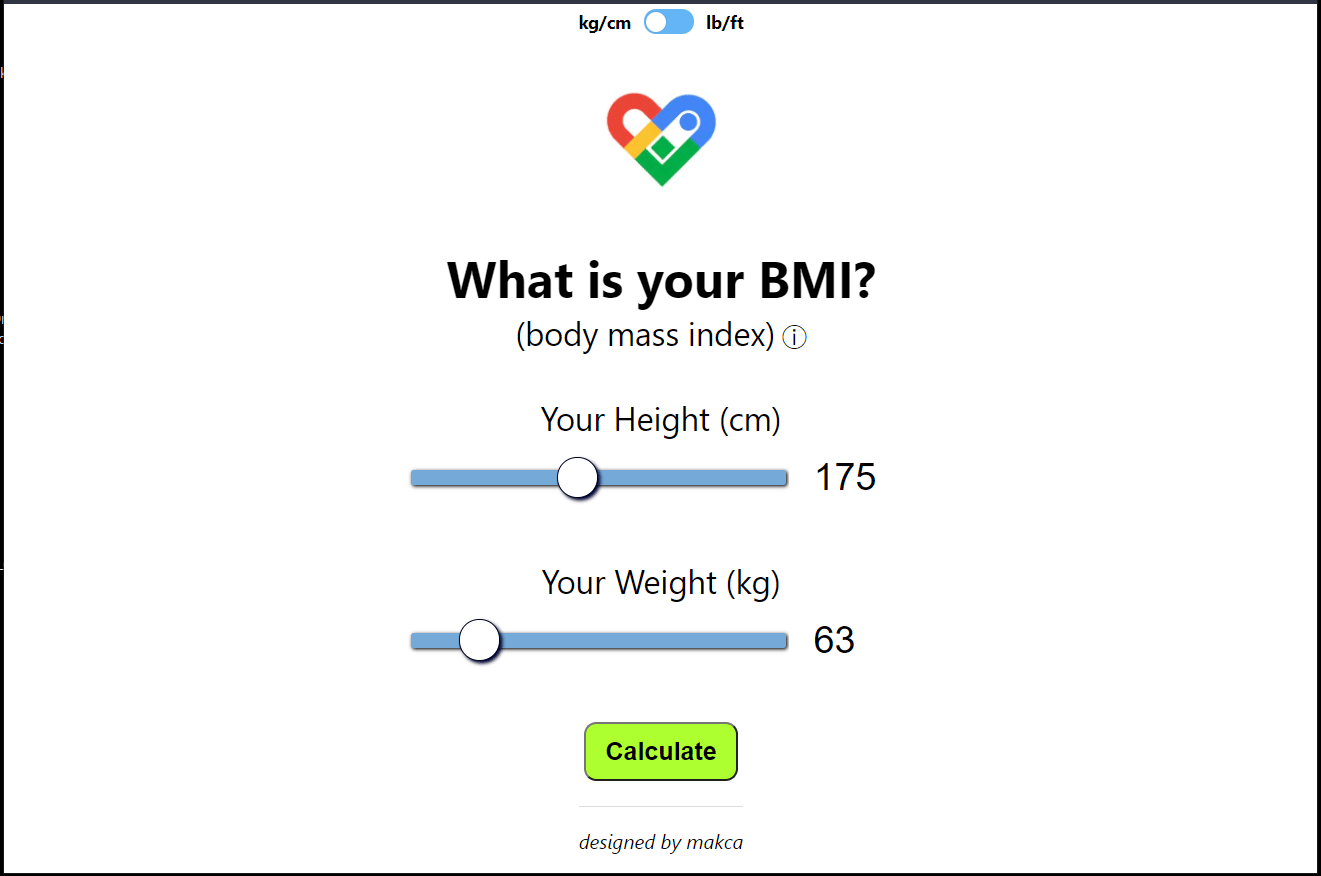 kg/cm lb/ft
What is your BMI?
(body mass index) ⓘ
Your Height (cm)
175
Your Weight (kg)
63
Calculate
designed by makca